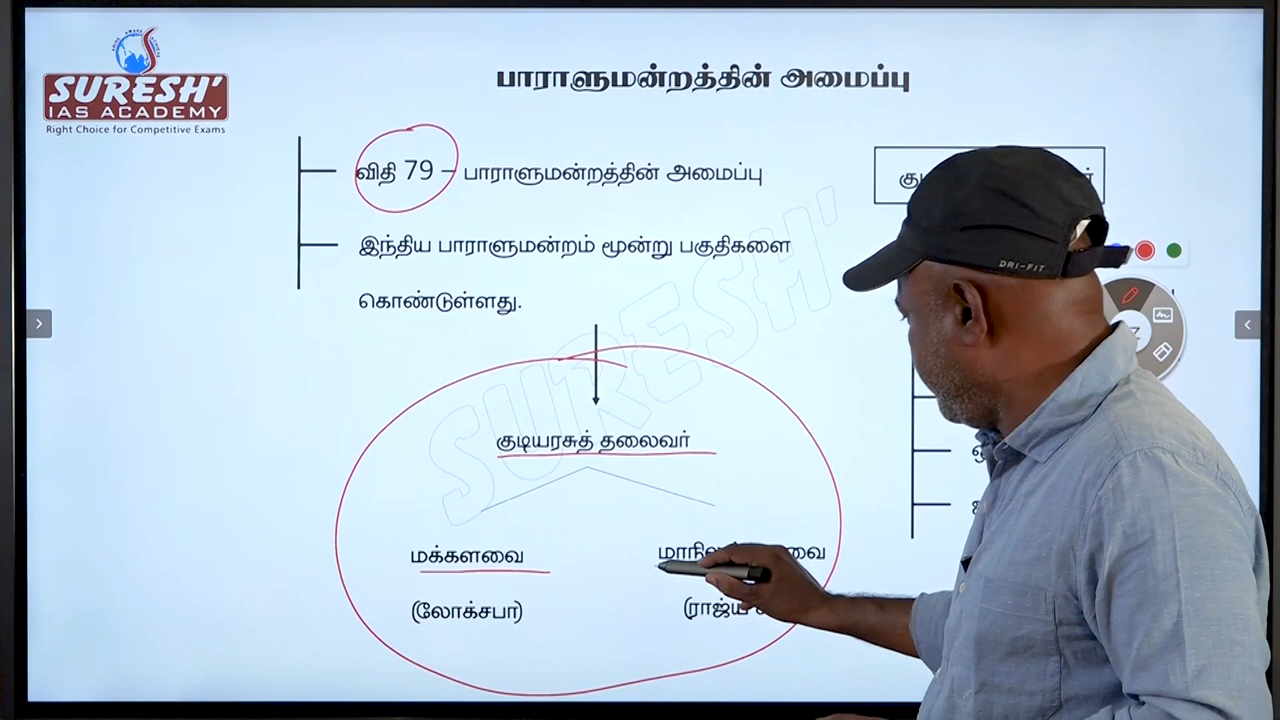 SURESH'
IAS ACADEMY
Right Choice for Competitive Exams
பாராளுமன்றத்தின் அமைப்பு
விதி 79 – பாராளுமன்றத்தின் அமைப்பு
இந்திய பாராளுமன்றம் மூன்று பகுதிகளை
கொண்டுள்ளது.
குடியரசுத் தலைவர்
மக்களவை
(லோக்சபா)
SURESH'
DRI-FIT